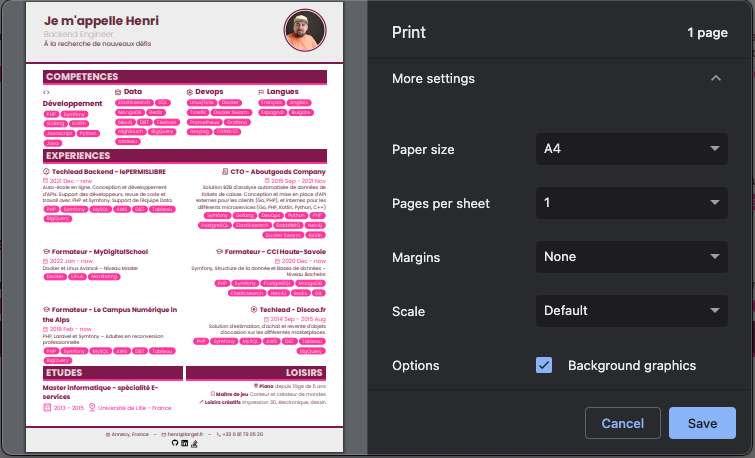 Je m'appelle Henri
Backend Engineer
À la recherche de nouveaux défis
COMPETENCES
Développement
PHP Symfony
Golang Kotlin
Javascript Python
Java
Data
Elasticsearch SQL
MongoDB Redis
Neo4j DBT Fivetran
Hightouch BigQuery
Tableau
Devops
Linux/Unix Docker
Traefik Docker Swarm
Prometheus Grafana
Graylog Gitlab CI
Langues
Français Anglais
Espagnol Bulgare
EXPERIENCES
Techlead Backend - lePERMISLIBRE
2021 Dec - now
Auto-école en ligne. Conception et développement
d'APIs. Support des développeurs, revue de code et
travail avec PHP et Symfony. Support de l'équipe Data.
PHP Symfony MySQL AWS DBT Tableau
BigQuery
CTO - Aboutgoods Company
2015 Sep - 2021 Nov
Solution B2B d'analyse automatisée de données de
tickets de caisse. Conception et mise en place d'API
externes pour les clients (Go, PHP), et internes pour les
différents microservices (Go, PHP, Kotlin, Python, C++)
Symfony Golang DevOps Python PHP
PostgreSQL Elasticsearch RabbitMQ Neo4j
Docker Swarm Kotlin
Formateur - MyDigitalSchool
2022 Jan - now
Docker et Linux Avancé – Niveau Master
Docker Linux Monitoring
Formateur - CCI Haute-Savoie
2020 Dec - now
Symfony, Structure de la donnée et Bases de données –
Niveau Bachelor
PHP Symfony PostgreSQL MongoDB
Elasticsearch Neo4J Redis Git
Formateur - Le Campus Numérique in
the Alps
2018 Feb - now
PHP, Laravel et Symfony – Adultes en reconversion
professionnelle
PHP Symfony MySQL AWS DBT Tableau
BigQuery
Techlead - Discoo.fr
2014 Sep - 2015 Aug
Solution d'estimation, d'achat et revente d'objets
d'occasion sur les différentes marketplaces.
PHP Symfony MySQL AWS DBT Tableau
BigQuery
ETUDES
Master informatique - spécialité E-
services
2013 - 2015 Université de Lille - France
LOISIRS
Piano depuis l'âge de 5 ans
Maître de jeu Conteur et créateur de mondes
Loisirs créatifs Impression 3D, électronique, dessin
Annecy, France – henri@larget.fr – +33 6 81 79 05 20
Print
1 page
More settings
Paper size
A4
Pages per sheet
1
Margins
None
Scale
Default
Options
Background graphics
Cancel
Save